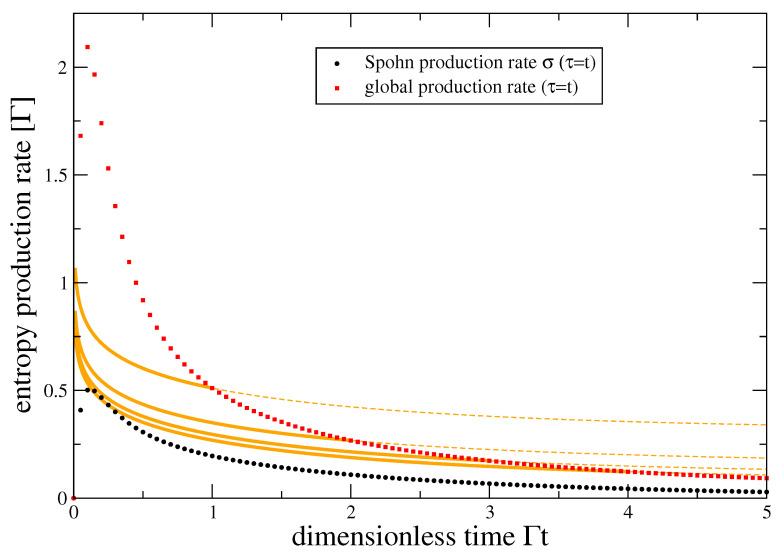 Spohn production rate σ (τ=t)
global production rate (τ=t)
entropy production rate [Γ]
2
1.5
1
0.5
0
0 1 2 3 4 5
dimensionless time Γt